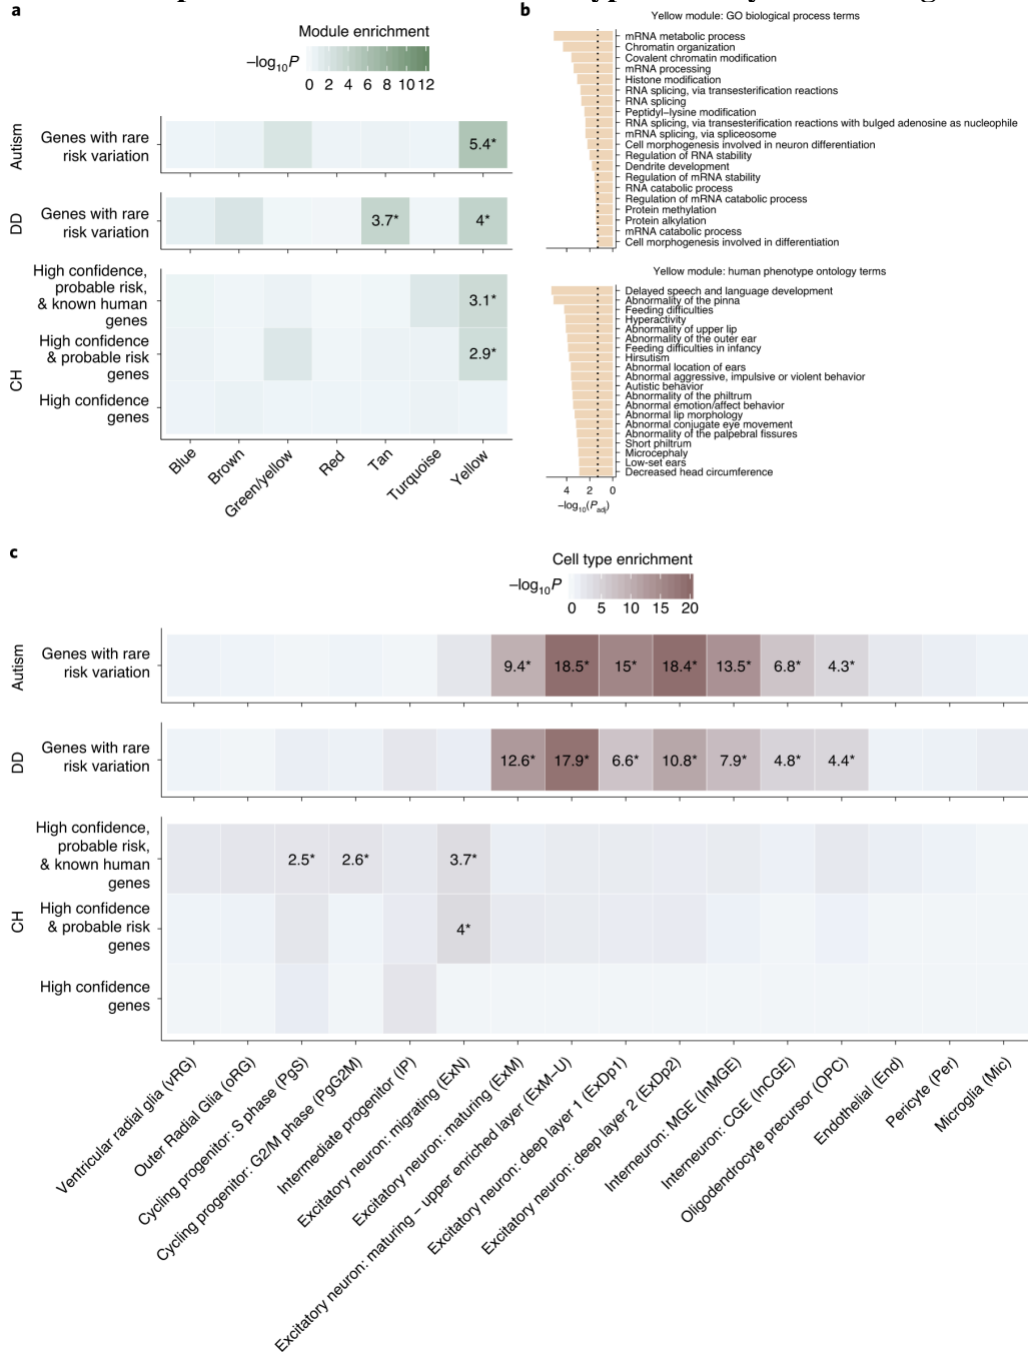 a
Module enrichment
–log10P
0 2 4 6 8 10 12
Autism
Genes with rare
risk variation
5.4*
DD
Genes with rare
risk variation
3.7*
4*
CH
High confidence,
probable risk,
& known human
genes
3.1*
High confidence
& probable risk
genes
2.9*
High confidence
genes
Blue
Brown
Green/yellow
Red
Tan
Turquoise
Yellow
b
Yellow module: GO biological process terms
mRNA metabolic process
Chromatin organization
Covalent chromatin modification
mRNA processing
Histone modification
RNA splicing, via transesterification reactions
RNA splicing
Peptidyl–lysine modification
RNA splicing, via transesterification reactions with bulged adenosine as nucleophile
mRNA splicing, via spliceosome
Cell morphogenesis involved in neuron differentiation
Regulation of RNA stability
Dendrite development
Regulation of mRNA stability
RNA catabolic process
Regulation of mRNA catabolic process
Protein methylation
Protein alkylation
mRNA catabolic process
Cell morphogenesis involved in differentiation
Yellow module: human phenotype ontology terms
Delayed speech and language development
Abnormality of the pinna
Feeding difficulties
Hyperactivity
Abnormality of upper lip
Abnormality of the outer ear
Feeding difficulties in infancy
Hirsutism
Abnormal location of ears
Abnormal aggressive, impulsive or violent behavior
Autistic behavior
Abnormality of the philtrum
Abnormal emotion/affect behavior
Abnormal lip morphology
Abnormal conjugate eye movement
Abnormality of the palpebral fissures
Short philtrum
Microcephaly
Low-set ears
Decreased head circumference
4 2 0
–log10(Padj)
c
Cell type enrichment
–log10P
0 5 10 15 20
Autism
Genes with rare
risk variation
9.4* 18.5* 15* 18.4* 13.5* 6.8* 4.3*
DD
Genes with rare
risk variation
12.6* 17.9* 6.6* 10.8* 7.9* 4.8* 4.4*
CH
High confidence,
probable risk,
& known human
genes
2.5* 2.6* 3.7*
High confidence
& probable risk
genes
4*
High confidence
genes
Ventricular radial glia (vRG)
Outer Radial Glia (oRG)
Cycling progenitor: S phase (PgS)
Cycling progenitor: G2/M phase (PgG2M)
Intermediate progenitor (IP)
Excitatory neuron: migrating (ExN)
Excitatory neuron: maturing (ExM)
Excitatory neuron: maturing – upper enriched layer (ExM–U)
Excitatory neuron: deep layer 1 (ExDp1)
Excitatory neuron: deep layer 2 (ExDp2)
Interneuron: MGE (InMGE)
Interneuron: CGE (InCGE)
Oligodendrocyte precursor (OPC)
Endothelial (End)
Pericyte (Per)
Microglia (Mic)